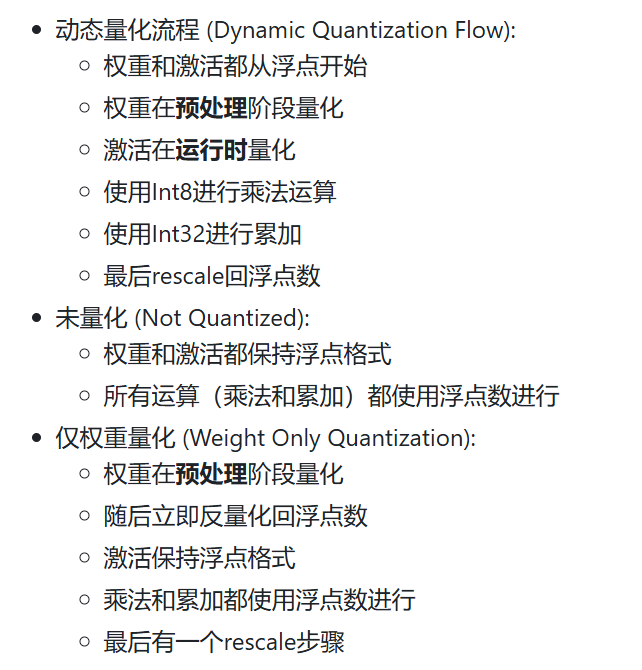 动态量化流程 (Dynamic Quantization Flow):
权重和激活都从浮点开始
权重在预处理阶段量化
激活在运行时量化
使用Int8进行乘法运算
使用Int32进行累加
最后rescale回浮点数
未量化 (Not Quantized):
权重和激活都保持浮点格式
所有运算（乘法和累加）都使用浮点数进行
仅权重量化 (Weight Only Quantization):
权重在预处理阶段量化
随后立即反量化回浮点数
激活保持浮点格式
乘法和累加都使用浮点数进行
最后有一个rescale步骤